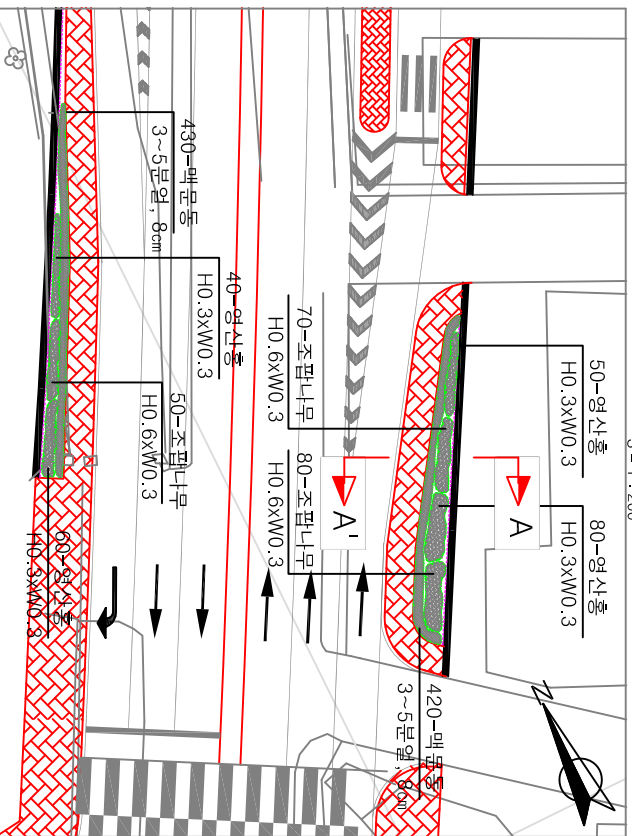 50-영산홍
H0.3xW0.3
80-영산홍
H0.3xW0.3
70-조팝나무
H0.6xW0.3
80-조팝나무
H0.6xW0.3
A'
A
420-맥문동
3~5분얼, 8cm
N
430-맥문동
3~5분얼, 8cm
40-영산홍
H0.3xW0.3
50-조팝나무
H0.6xW0.3
60-영산홍
H0.3xW0.3